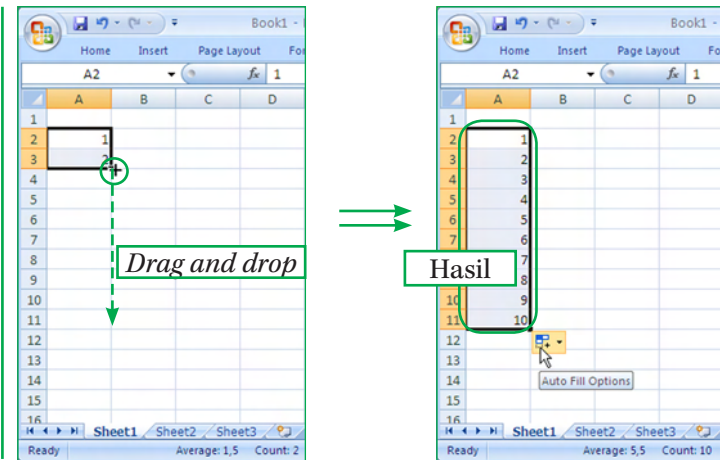 Book1 -
Home Insert Page Layout For
A2 fx 1
A B C D
1
2 1
3 2
4
5
6
7
8
9
10
11
12
13
14
15
16
Drag and drop
Sheet1 Sheet2 Sheet3
Ready Average: 1,5 Count: 2
Book1 -
Home Insert Page Layout Fo
A2 fx 1
A B C D
1
2 1
3 2
4 3
5 4
6 5
7 6
7
8
10 9
11 10
12
13
14
15
16
Hasil
Auto Fill Options
Sheet1 Sheet2 Sheet3
Ready Average: 5,5 Count: 10